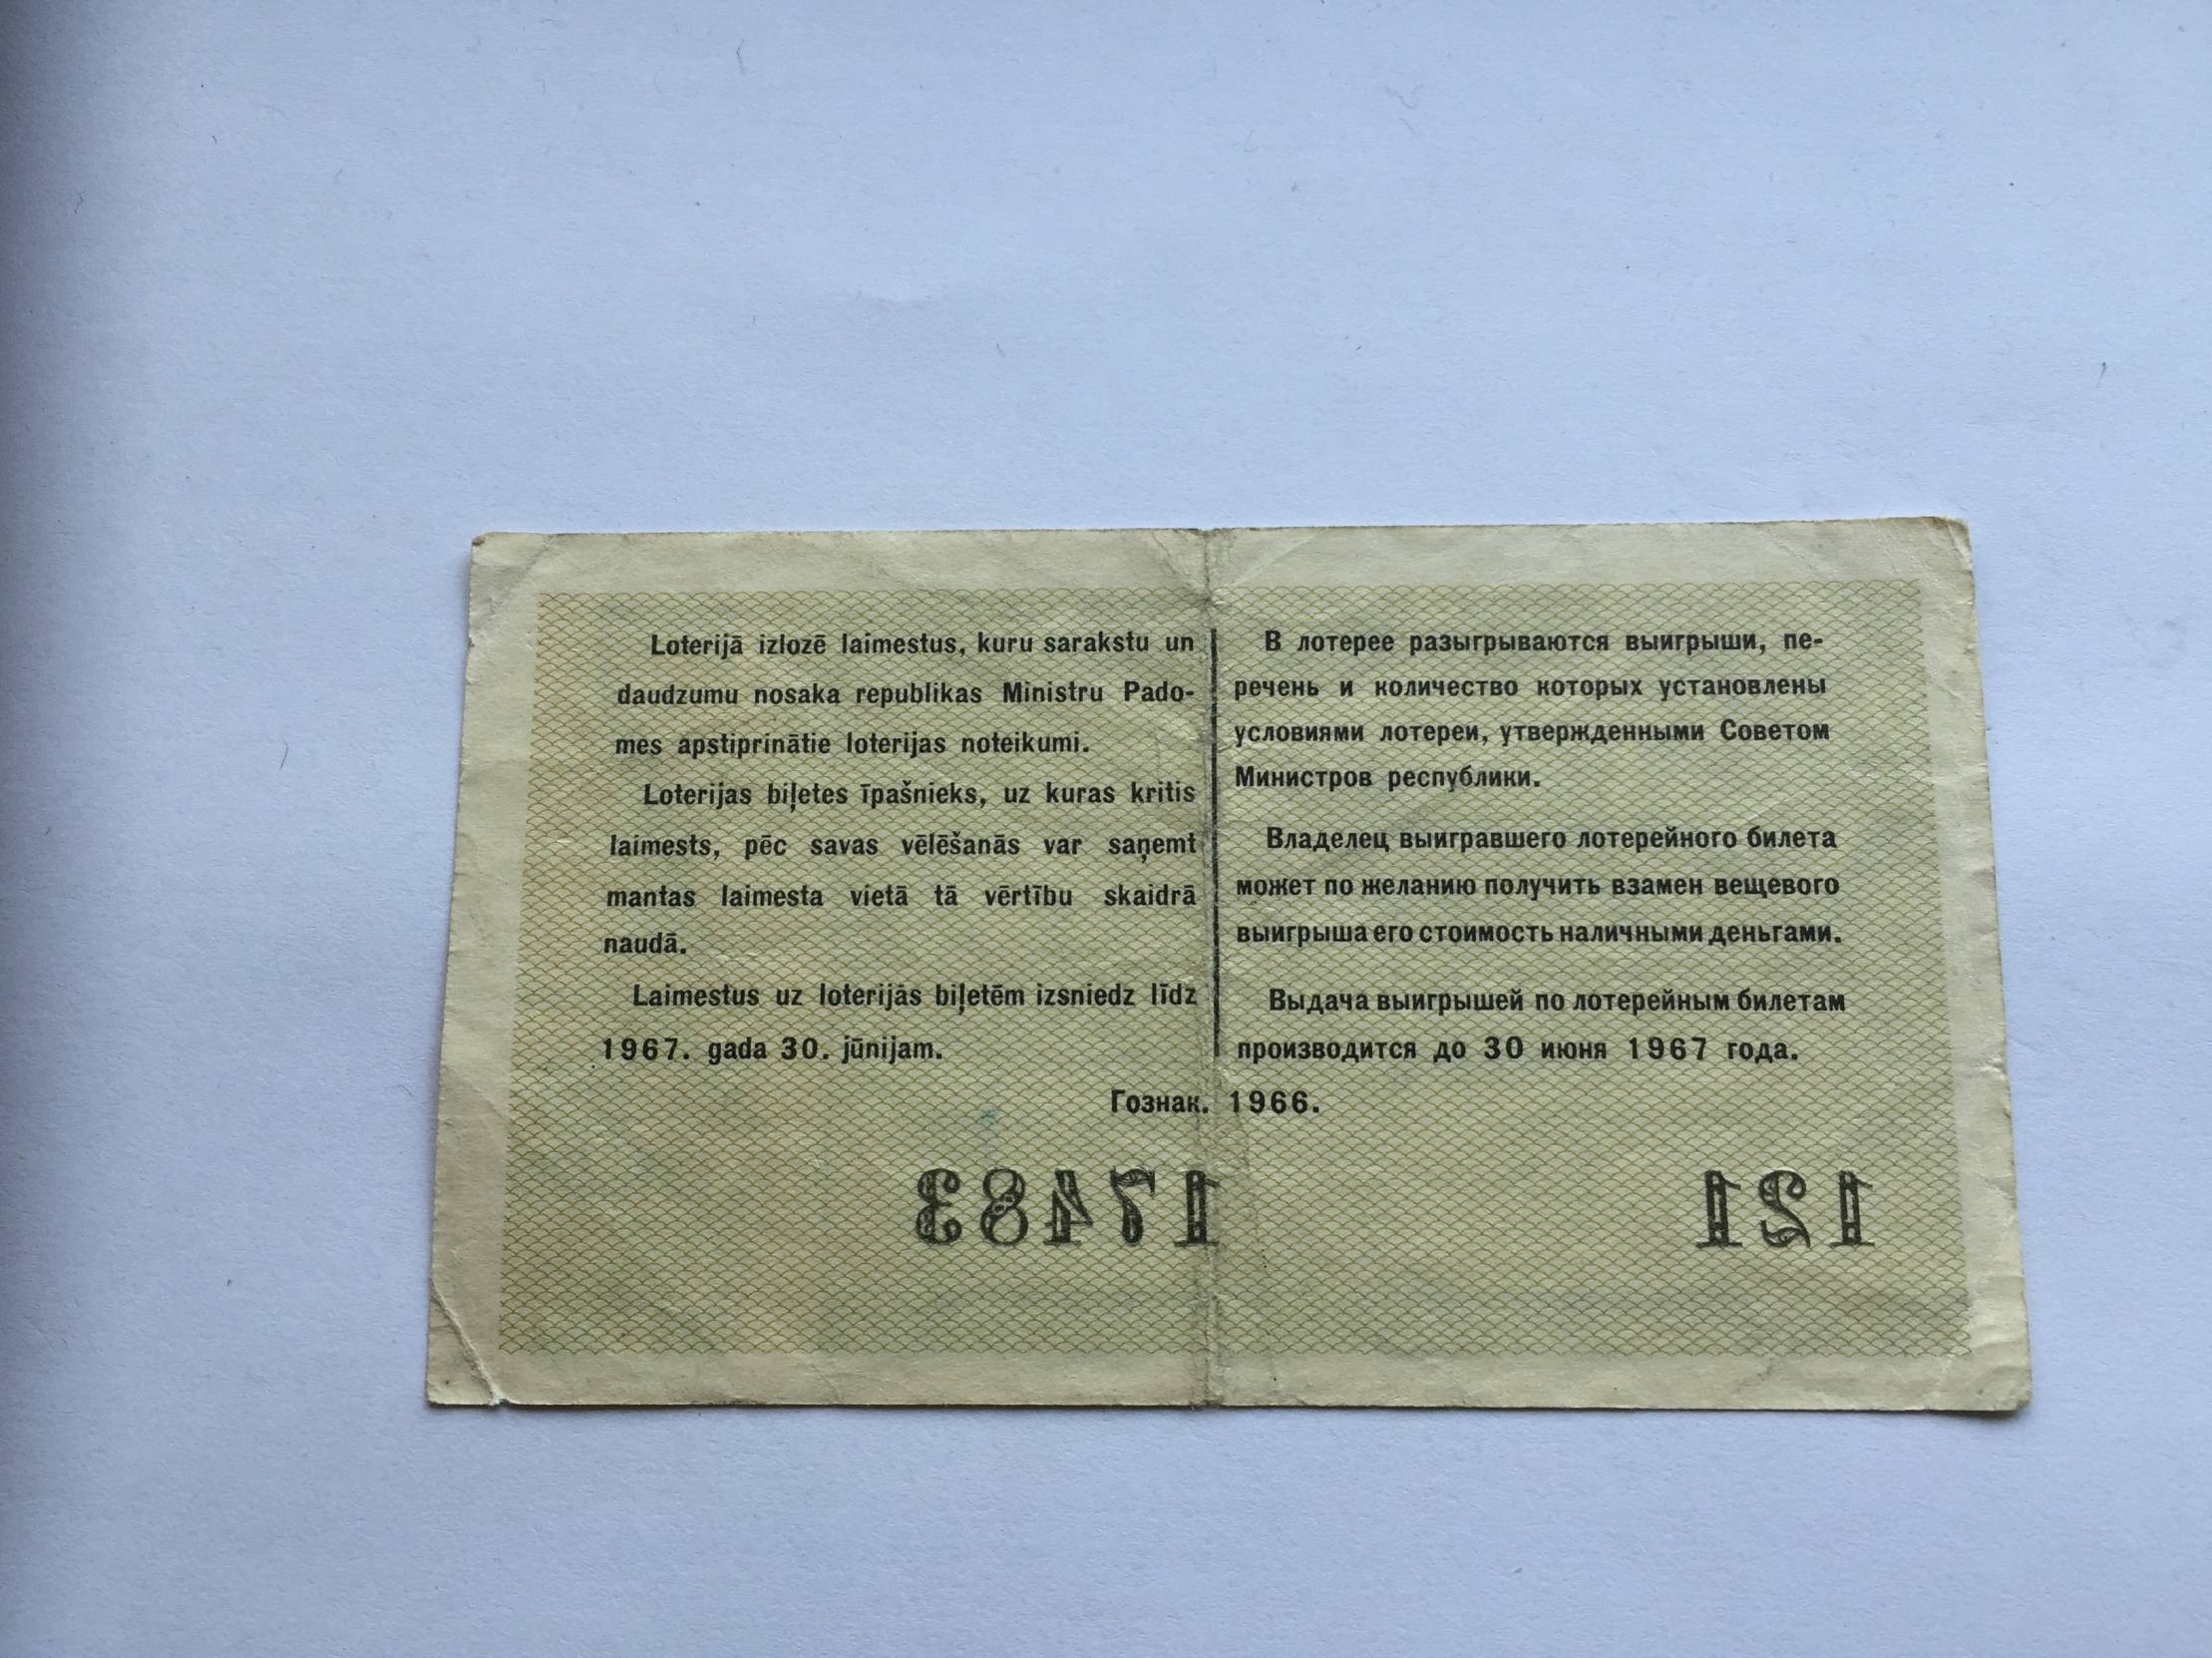 Loterijā izlozē laimestus, kuru sarakstu un
daudzumu nosaka republikas Ministru Pado-
mes apstiprinātie loterijas noteikumi.
Loterijas biļetes īpašnieks, uz kuras kritis
laimests, pēc savas vēlēšanās var saņemt
mantas laimesta vietā tā vērtību skaidrā
naudā.
Laimestus uz loterijas biļetēm izsniedz līdz
1967. gada 30. jūnijam.
В лотерее разыгрываются выигрыши, пе-
речень и количество которых установлены
условиями лотереи, утвержденными Советом
Министров республики.
Владелец выигравшего лотерейного билета
может по желанию получить взамен вещевого
выигрыша его стоимость наличными деньгами.
Выдача выигрышей по лотерейным билетам
производится до 30 июня 1967 года.
Гознак. 1966.
17483
121